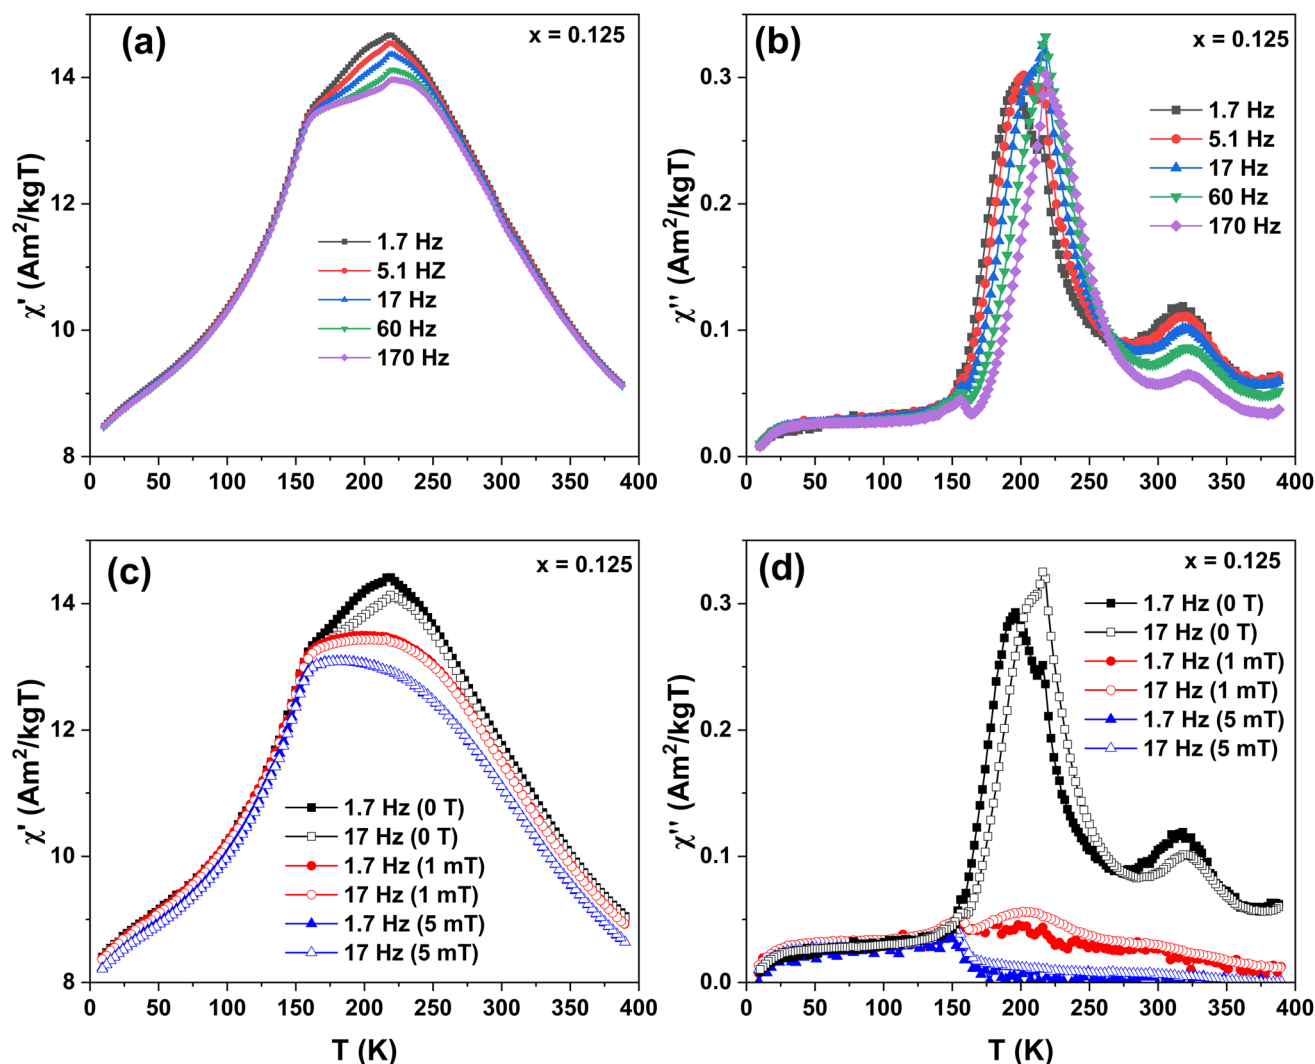 (a)
x = 0.125
χ' (Am²/kgT)
14
12
10
8
1.7 Hz
5.1 HZ
17 Hz
60 Hz
170 Hz
0 50 100 150 200 250 300 350 400
(b)
x = 0.125
χ'' (Am²/kgT)
0.3
0.2
0.1
0.0
1.7 Hz
5.1 Hz
17 Hz
60 Hz
170 Hz
0 50 100 150 200 250 300 350 400
(c)
x = 0.125
χ' (Am²/kgT)
14
12
10
8
1.7 Hz (0 T)
17 Hz (0 T)
1.7 Hz (1 mT)
17 Hz (1 mT)
1.7 Hz (5 mT)
17 Hz (5 mT)
0 50 100 150 200 250 300 350 400
T (K)
(d)
x = 0.125
χ'' (Am²/kgT)
0.3
0.2
0.1
0.0
1.7 Hz (0 T)
17 Hz (0 T)
1.7 Hz (1 mT)
17 Hz (1 mT)
1.7 Hz (5 mT)
17 Hz (5 mT)
0 50 100 150 200 250 300 350 400
T (K)